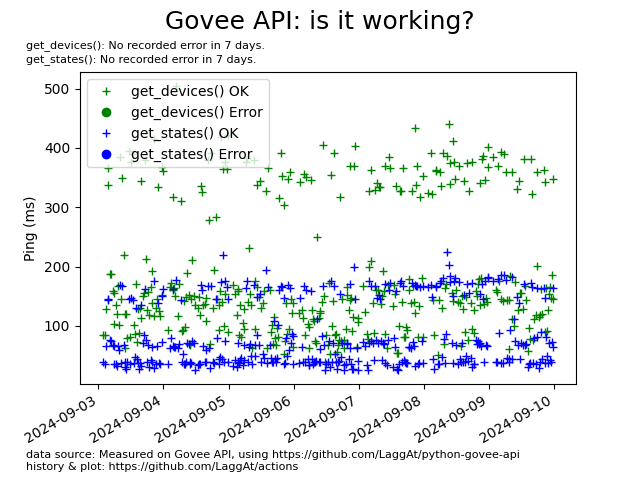 Govee API: is it working?
get_devices(): No recorded error in 7 days.
get_states(): No recorded error in 7 days.
get_devices() OK
get_devices() Error
get_states() OK
get_states() Error
Ping (ms)
500
400
300
200
100
2024-09-03
2024-09-04
2024-09-05
2024-09-06
2024-09-07
2024-09-08
2024-09-09
2024-09-10
data source: Measured on Govee API, using https://github.com/LaggAt/python-govee-api
history & plot: https://github.com/LaggAt/actions